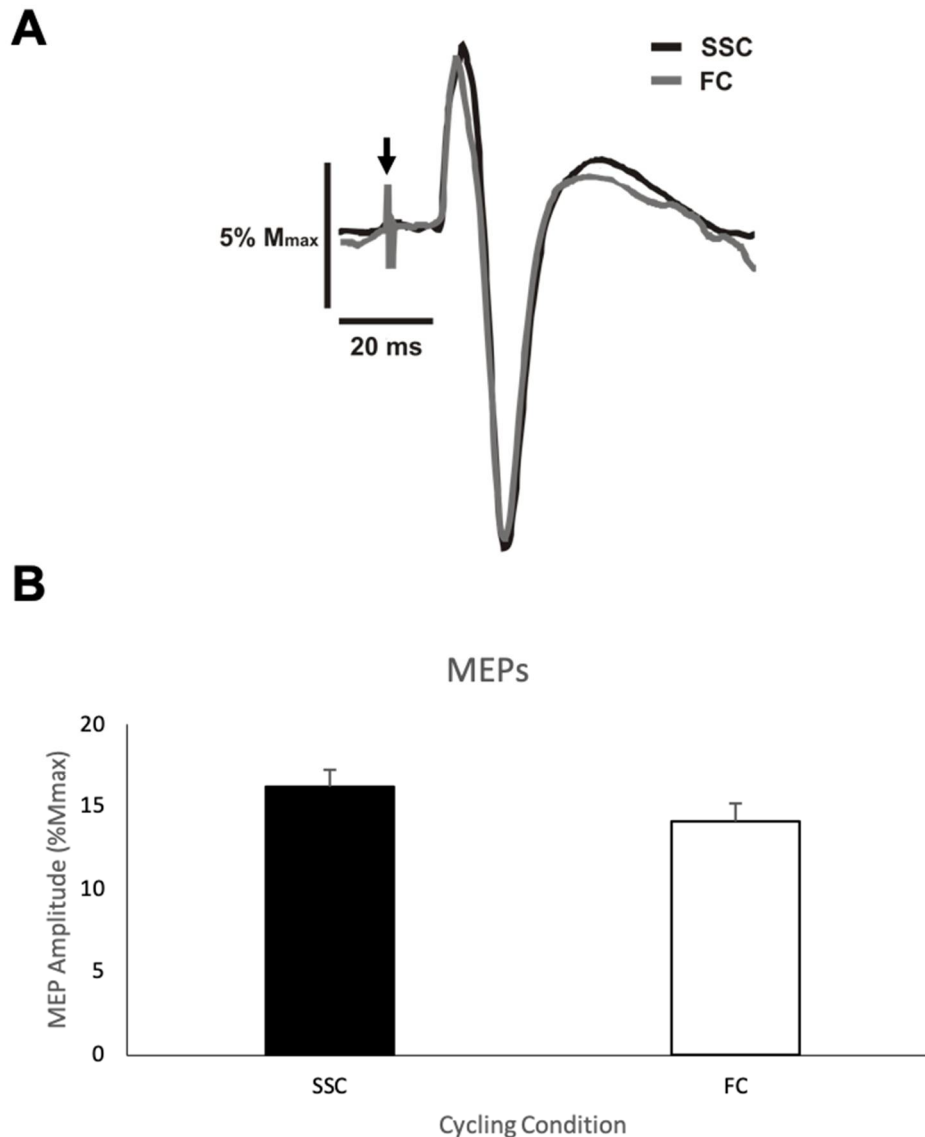 A
SSC
FC
5% Mmax
20 ms
B
MEPs
20
15
10
5
0
MEP Amplitude (%Mmax)
SSC
FC
Cycling Condition